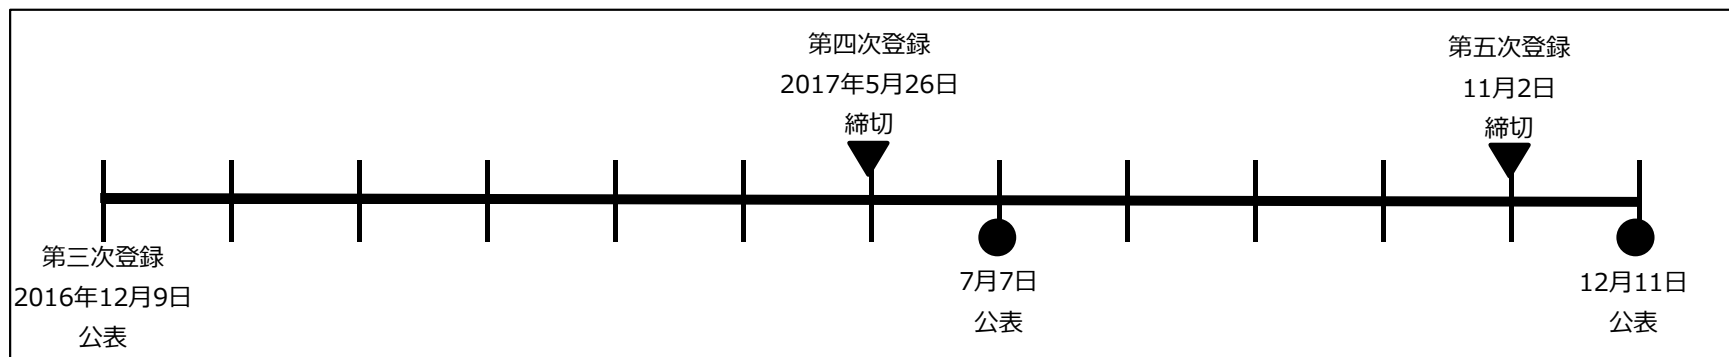 第四次登録
2017年5月26日
締切
第五次登録
11月2日
締切
第三次登録
2016年12月9日
公表
7月7日
公表
12月11日
公表